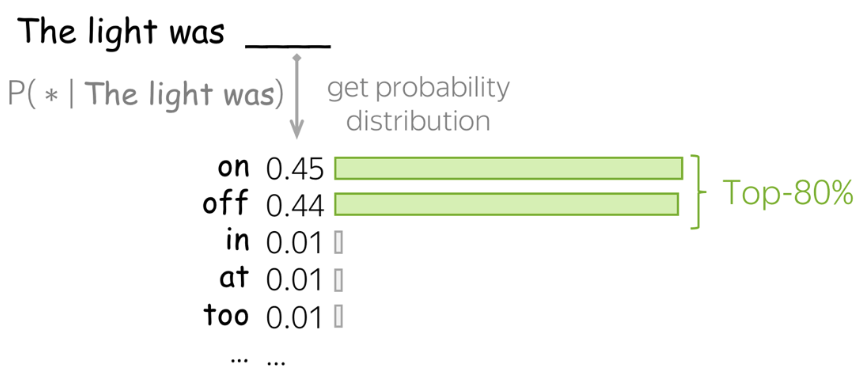 The light was ____
P( * | The light was)
get probability
distribution
on 0.45
off 0.44
Top-80%
in 0.01
at 0.01
too 0.01
... ...